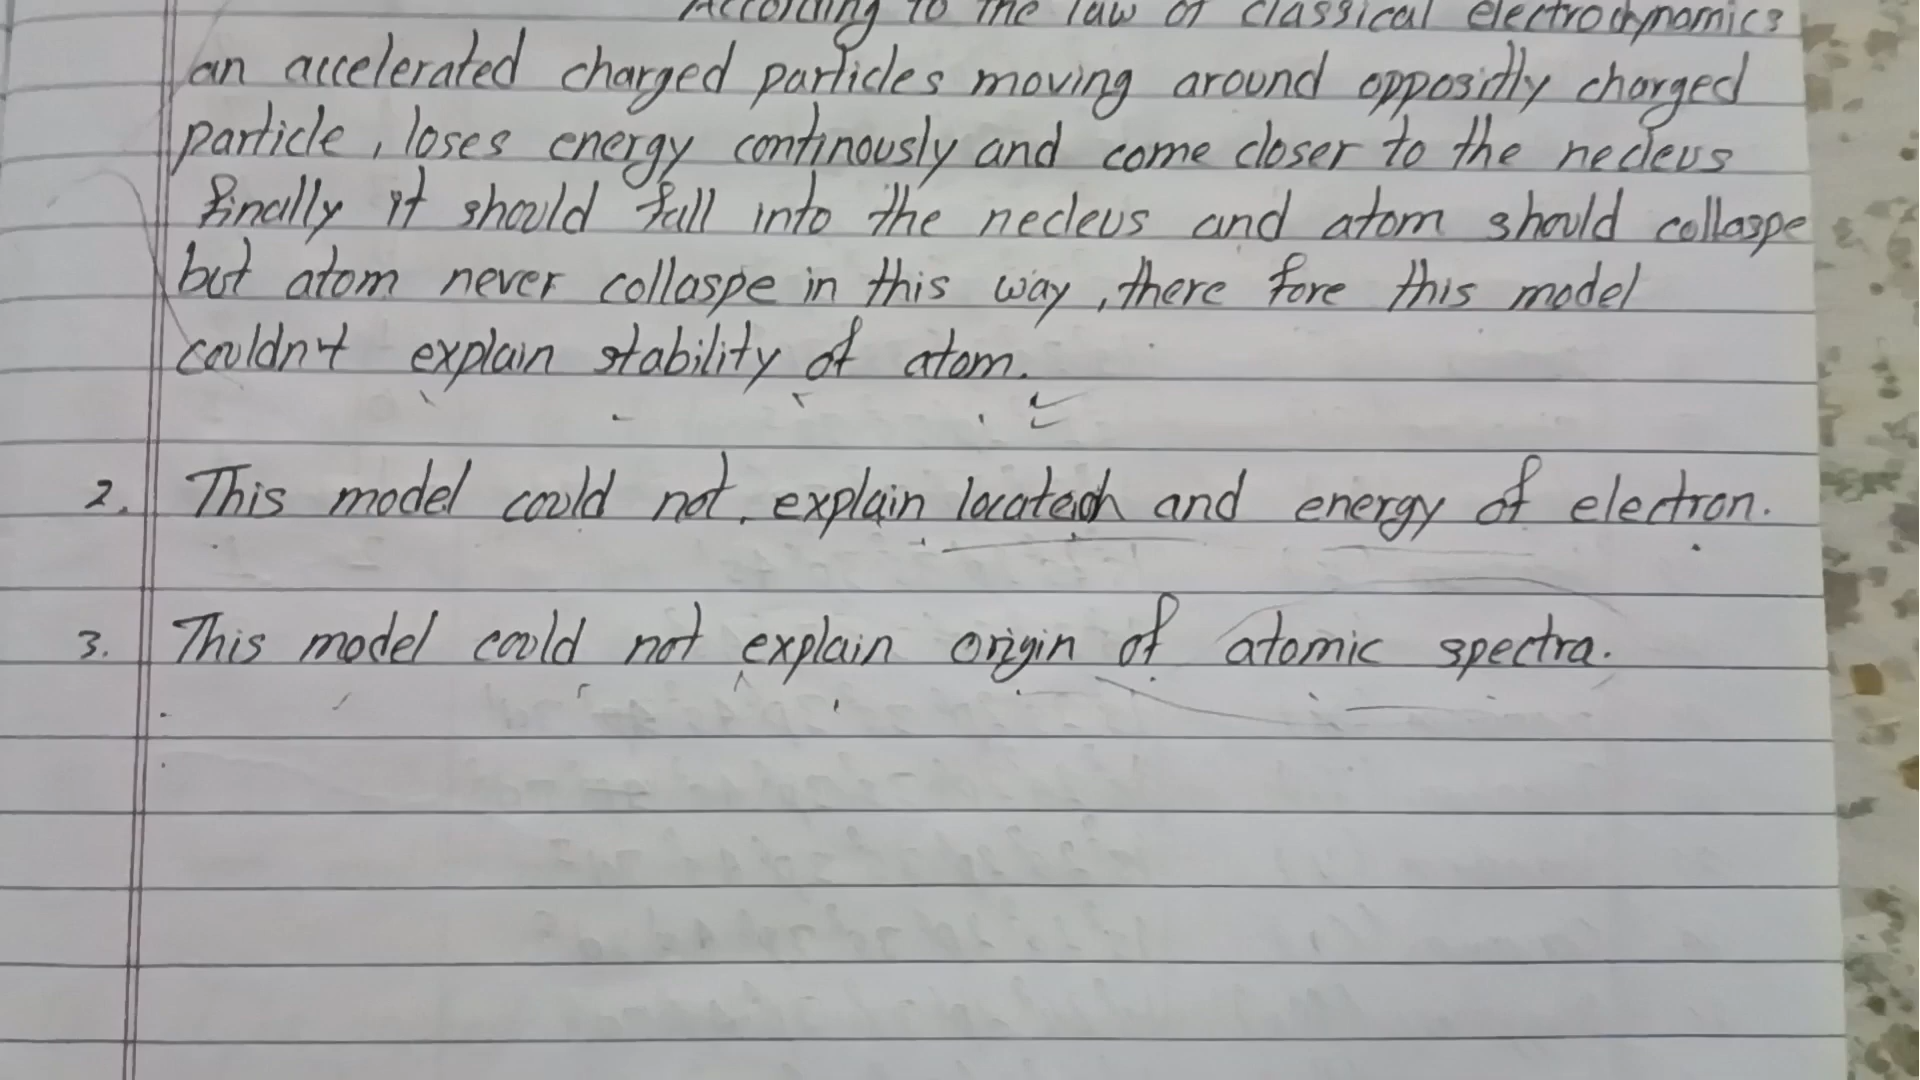 According to the law of classical electrodynamics
an accelerated charged particles moving around oppositly charged
particle, loses energy continously and come closer to the necleus
finally it should fall into the necleus and atom should collaspe
but atom never collaspe in this way, there fore this model
couldn't explain stability of atom.
2. This model could not explain and energy of electron.
3. This model could not explain origin of atomic spectra.